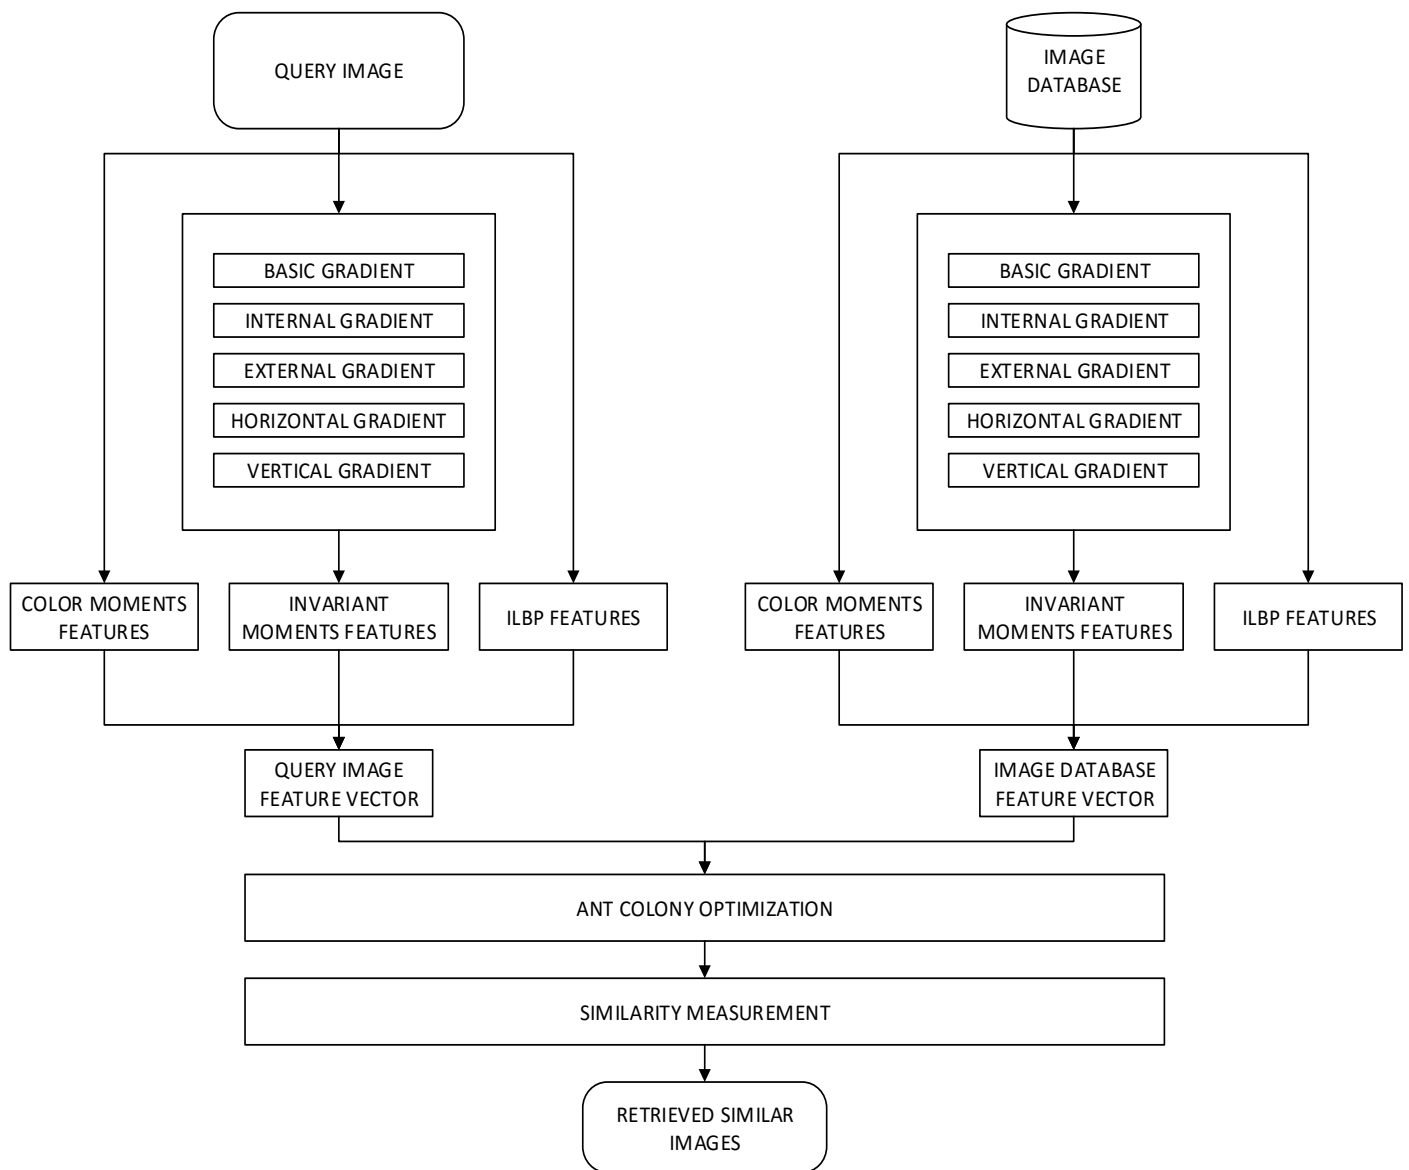 QUERY IMAGE
IMAGE
DATABASE
BASIC GRADIENT
INTERNAL GRADIENT
EXTERNAL GRADIENT
HORIZONTAL GRADIENT
VERTICAL GRADIENT
BASIC GRADIENT
INTERNAL GRADIENT
EXTERNAL GRADIENT
HORIZONTAL GRADIENT
VERTICAL GRADIENT
COLOR MOMENTS
FEATURES
INVARIANT
MOMENTS FEATURES
ILBP FEATURES
COLOR MOMENTS
FEATURES
INVARIANT
MOMENTS FEATURES
ILBP FEATURES
QUERY IMAGE
FEATURE VECTOR
IMAGE DATABASE
FEATURE VECTOR
ANT COLONY OPTIMIZATION
SIMILARITY MEASUREMENT
RETRIEVED SIMILAR
IMAGES